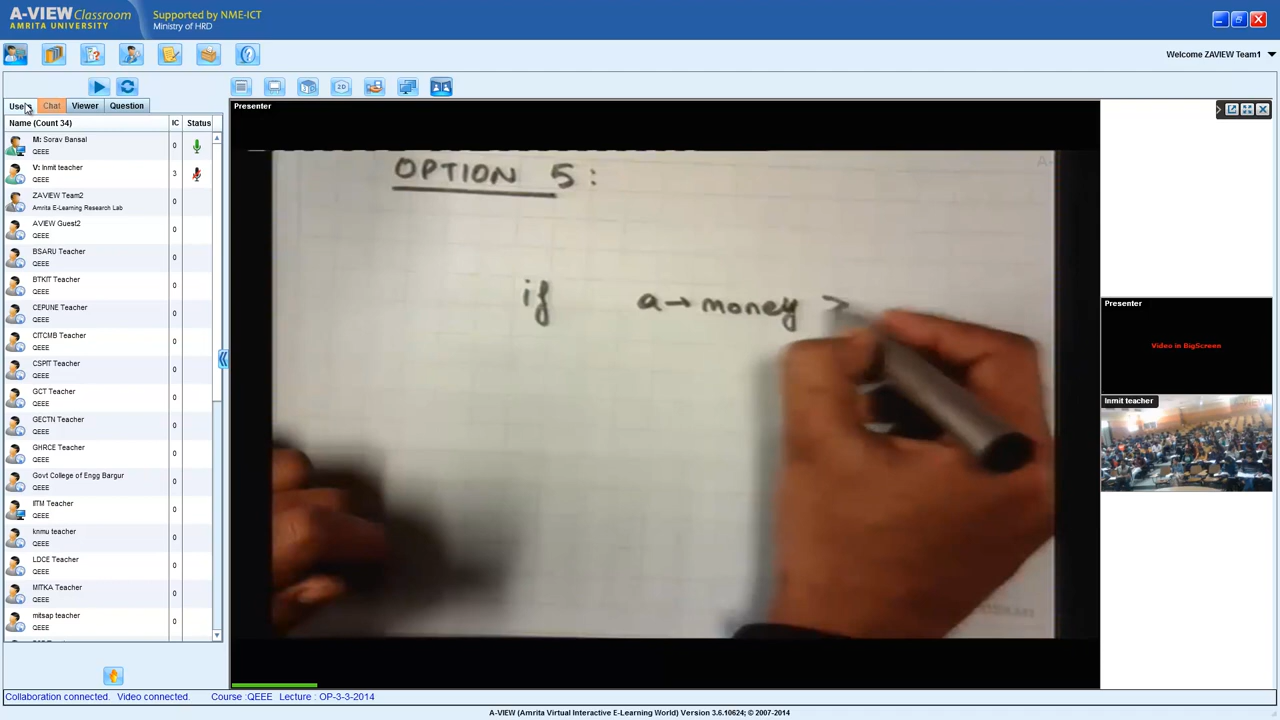 A-VIEW Classroom
AMRITA UNIVERSITY
Supported by NME-ICT
Ministry of HRD
Welcome ZAVIEW Team1
Chat
Viewer
Question
Name (Count 34)
IC
Status
M: Sorav Bansal
QEEE
0
V: Inmit teacher
QEEE
3
ZAVIEW Team2
Amrita E-Learning Research Lab
0
AVIEW Guest2
QEEE
0
BSARU Teacher
QEEE
0
BTKIT Teacher
QEEE
0
CEPUNE Teacher
QEEE
0
CITCMB Teacher
QEEE
0
CSPIT Teacher
QEEE
0
GCT Teacher
QEEE
0
GECTN Teacher
QEEE
0
GHRCE Teacher
QEEE
0
Govt College of Engg Bargur
QEEE
0
IITM Teacher
QEEE
0
knmu teacher
QEEE
0
LDCE Teacher
QEEE
0
MITKA Teacher
QEEE
0
mitsap teacher
QEEE
0
Presenter
OPTION 5:
if a→money >
Presenter
Video in BigScreen
Inmit teacher
Collaboration connected. Video connected. Course :QEEE Lecture : OP-3-3-2014
A-VIEW (Amrita Virtual Interactive E-Learning World) Version 3.6.10624; © 2007-2014